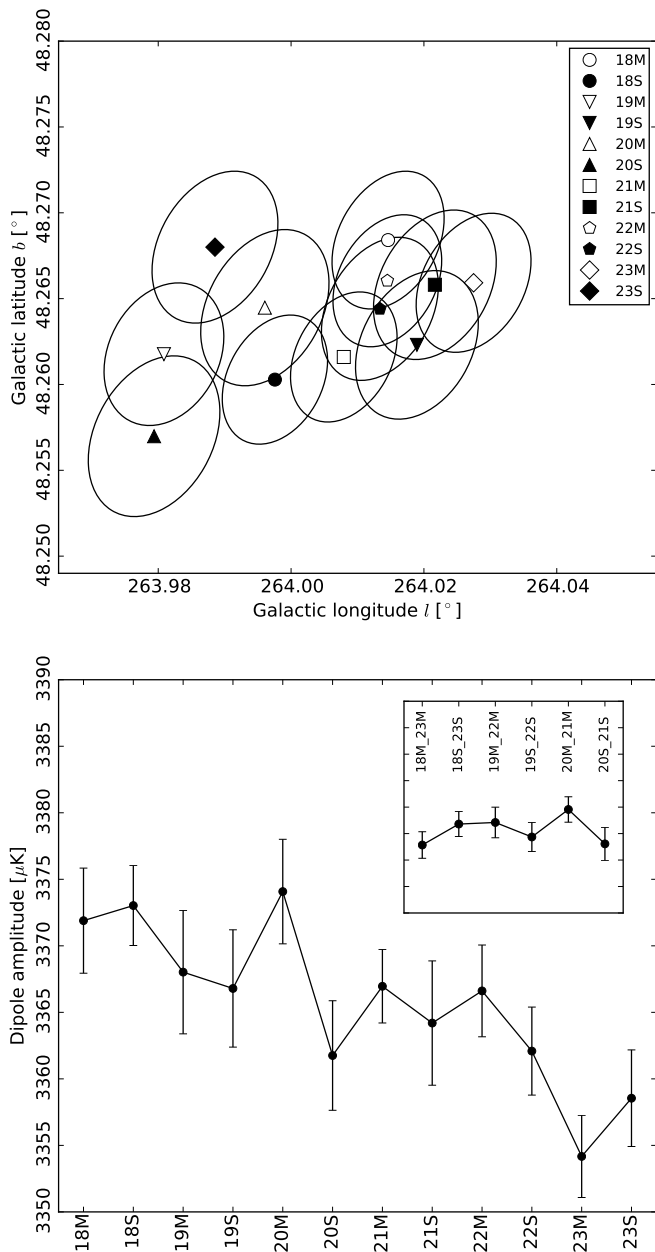 48.280
48.275
48.270
48.265
48.260
48.255
48.250
Galactic latitude b [°]
18M
18S
19M
19S
20M
20S
21M
21S
22M
22S
23M
23S
263.98 264.00 264.02 264.04
Galactic longitude l [°]
3390
3385
3380
3375
3370
3365
3360
3355
3350
Dipole amplitude [μK]
18M_23M
18S_23S
19M_22M
19S_22S
20M_21M
20S_21S
18M 18S 19M 19S 20M 20S 21M 21S 22M 22S 23M 23S